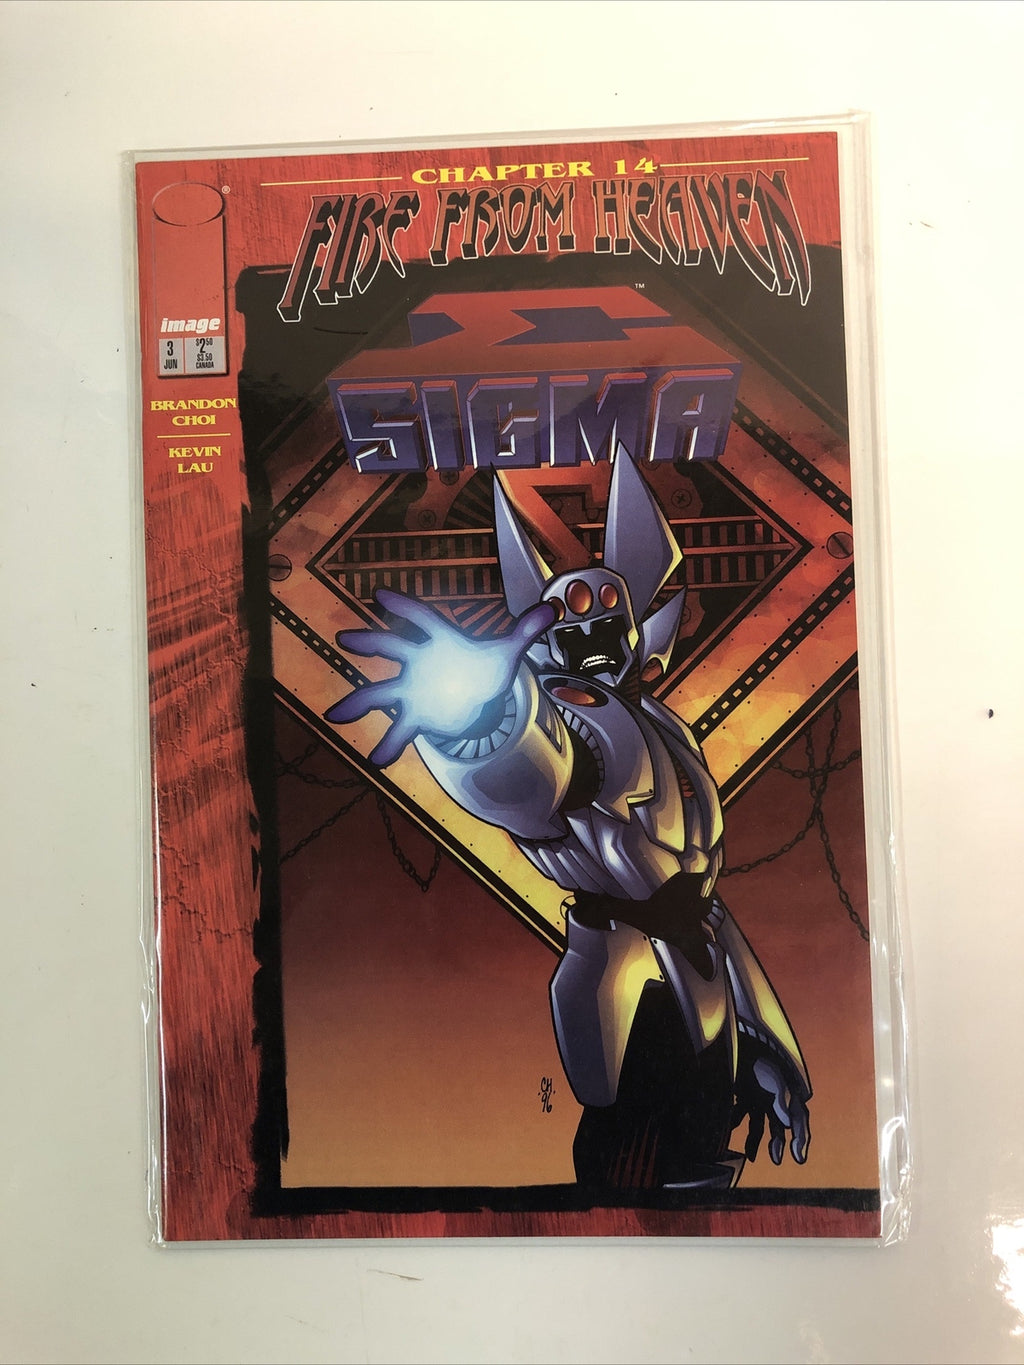 CHAPTER 14
FIRE FROM HEAVEN
™
SIGMA
®
image
3
JUN
$2.50
$3.50
CANADA
BRANDON
CHOI
KEVIN
LAU
CH.
96